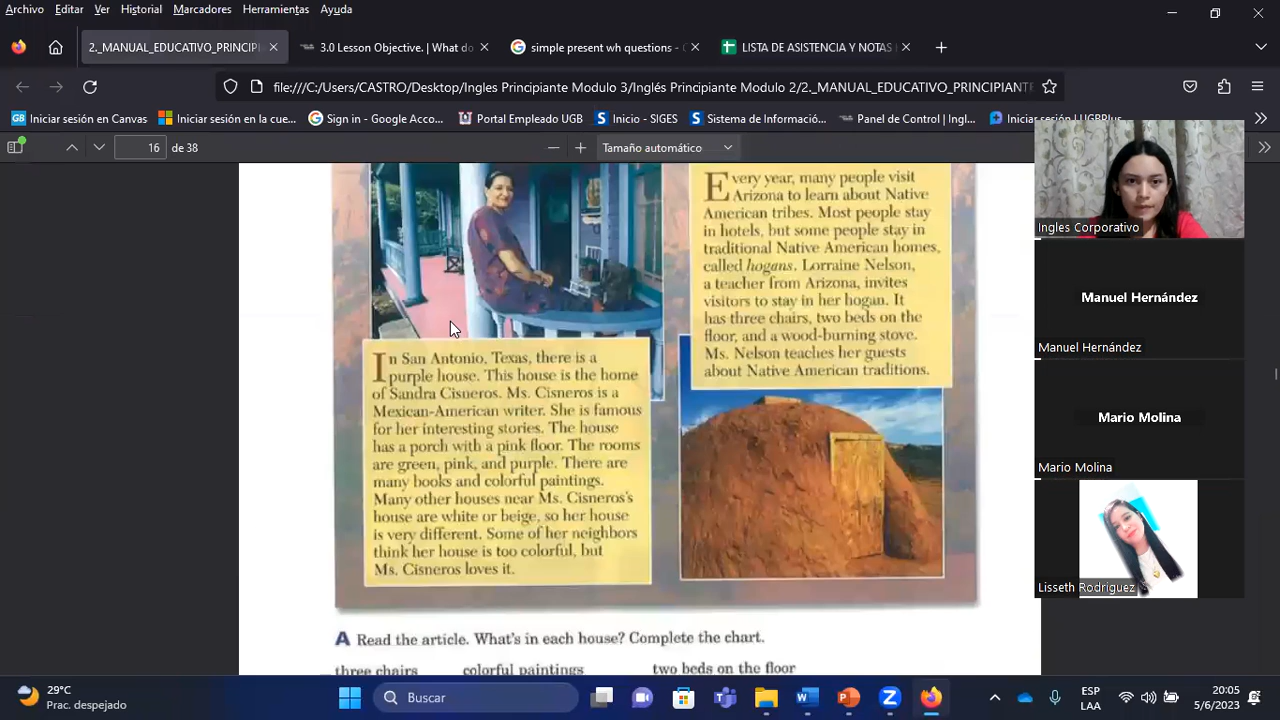 Archivo Editar Ver Historial Marcadores Herramientas Ayuda
2._MANUAL_EDUCATIVO_PRINCIPI
3.0 Lesson Objective. | What do
simple present wh questions -
LISTA DE ASISTENCIA Y NOTAS
file:///C:/Users/CASTRO/Desktop/Ingles Principiante Modulo 3/Inglés Principiante Modulo 2/2._MANUAL_EDUCATIVO_PRINCIPIANTE
Iniciar sesión en Canvas
Iniciar sesión en la cue...
Sign in - Google Acco...
Portal Empleado UGB
Inicio - SIGES
Sistema de Informació...
Panel de Control | Ingl...
Iniciar sesión | UGBPlus
16 de 38
Tamaño automático
Every year, many people visit
Arizona to learn about Native
American tribes. Most people stay
in hotels, but some people stay in
traditional Native American homes,
called hogans. Lorraine Nelson,
a teacher from Arizona, invites
visitors to stay in her hogan. It
has three chairs, two beds on the
floor, and a wood-burning stove.
Ms. Nelson teaches her guests
about Native American traditions.
In San Antonio, Texas, there is a
purple house. This house is the home
of Sandra Cisneros. Ms. Cisneros is a
Mexican-American writer. She is famous
for her interesting stories. The house
has a porch with a pink floor. The rooms
are green, pink, and purple. There are
many books and colorful paintings.
Many other houses near Ms. Cisneros's
house are white or beige, so her house
is very different. Some of her neighbors
think her house is too colorful, but
Ms. Cisneros loves it.
A Read the article. What's in each house? Complete the chart.
three chairs colorful paintings two beds on the floor
Ingles Corporativo
Manuel Hernández
Manuel Hernández
Mario Molina
Mario Molina
Lisseth Rodriguez
29°C
Prec. despejado
Buscar
ESP
LAA
20:05
5/6/2023